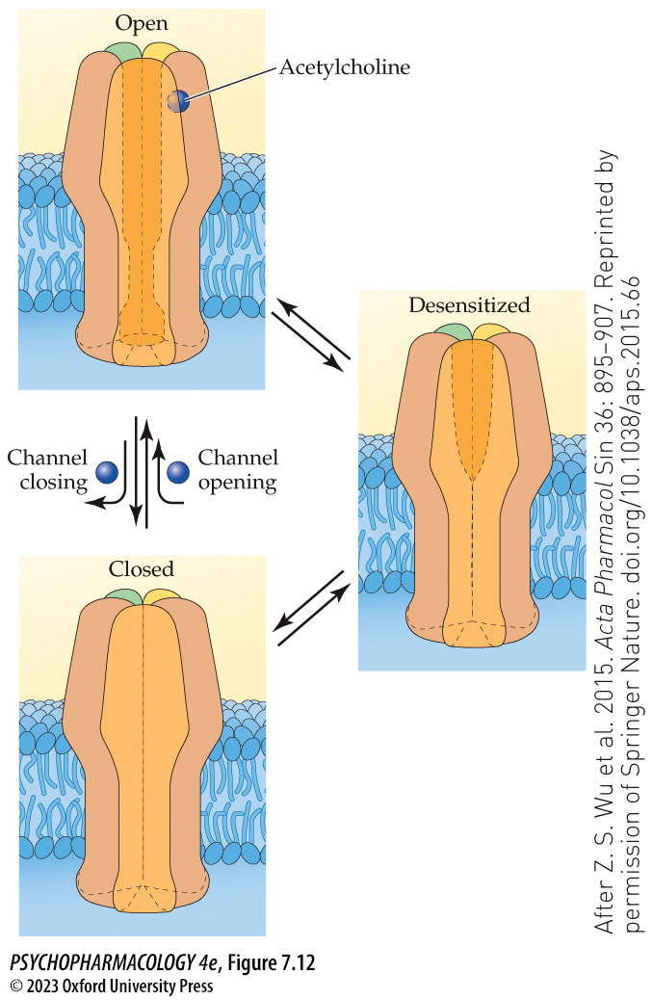 Open
Acetylcholine
Desensitized
Channel
closing
Channel
opening
Closed
After Z. S. Wu et al. 2015. Acta Pharmacol Sin 36: 895–907. Reprinted by
permission of Springer Nature. doi.org/10.1038/aps.2015.66
PSYCHOPHARMACOLOGY 4e, Figure 7.12
© 2023 Oxford University Press